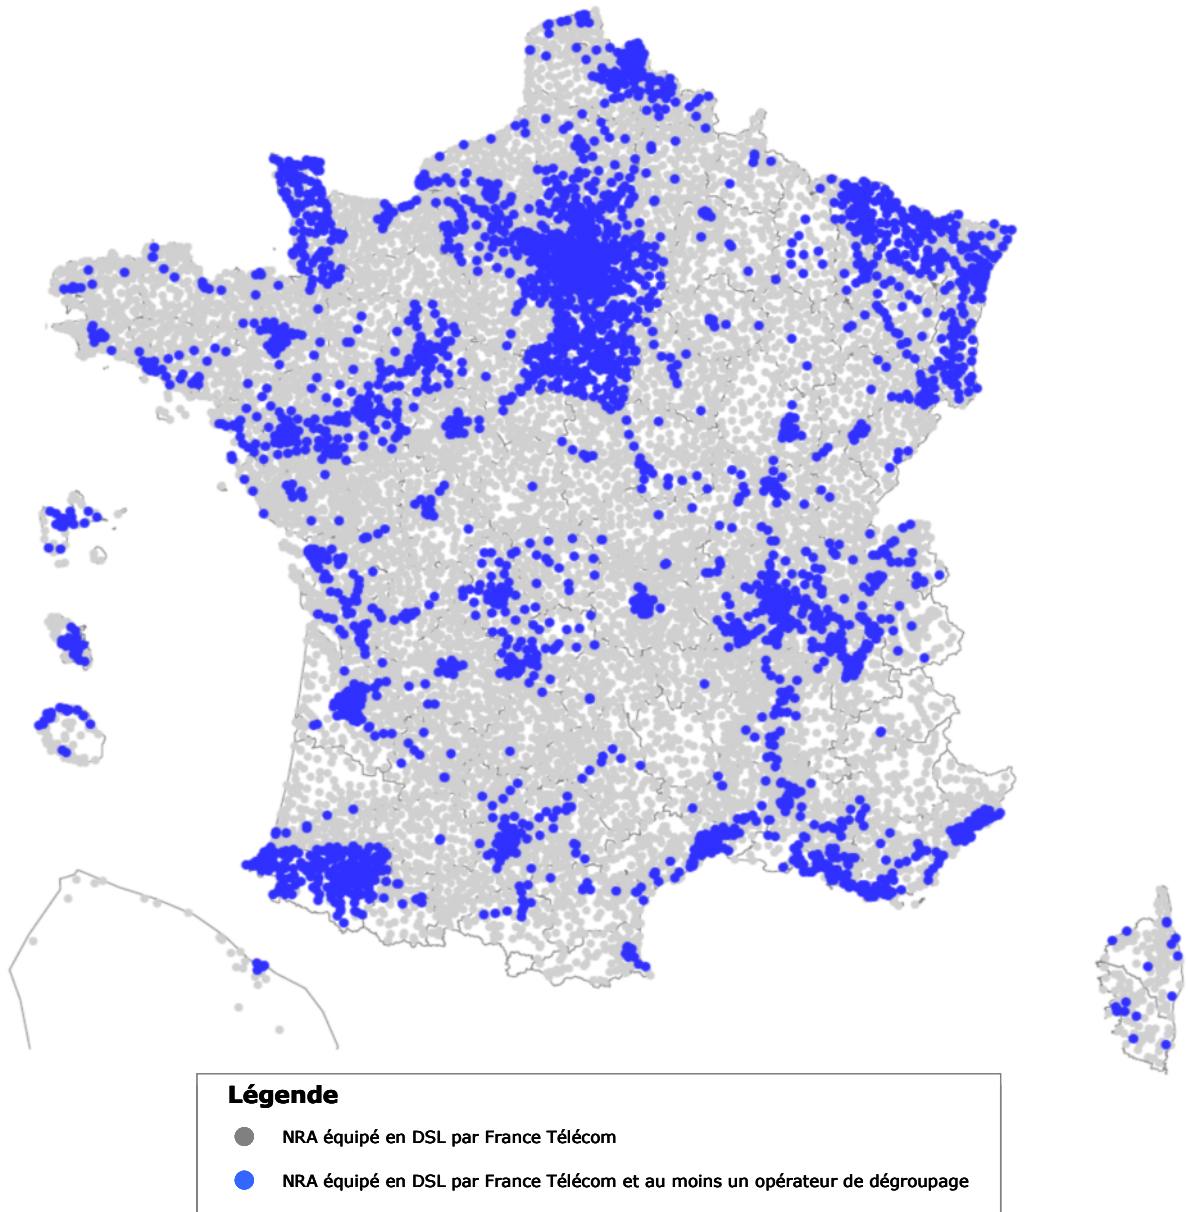 Légende
NRA équipé en DSL par France Télécom
NRA équipé en DSL par France Télécom et au moins un opérateur de dégroupage